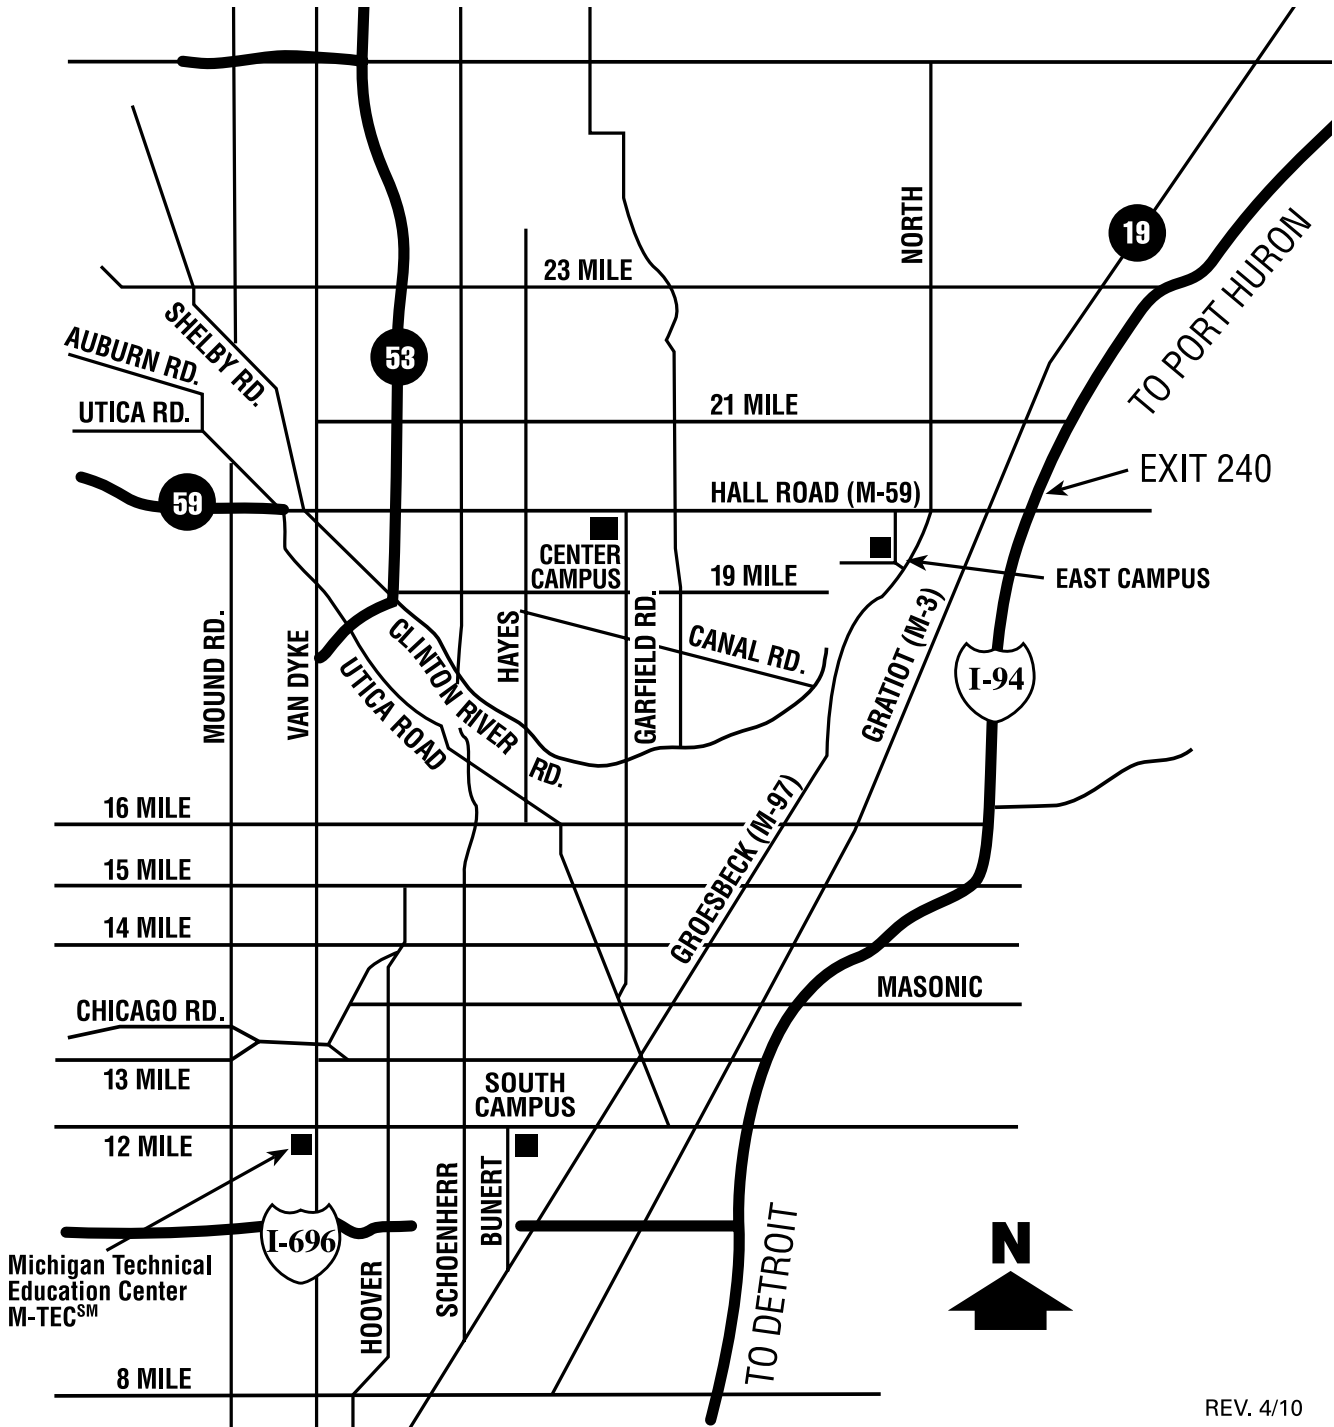 NORTH
19
23 MILE
TO PORT HURON
SHELBY RD.
AUBURN RD.
53
UTICA RD.
21 MILE
EXIT 240
59
HALL ROAD (M-59)
CENTER
CAMPUS
19 MILE
EAST CAMPUS
MOUND RD.
VAN DYKE
UTICA ROAD
CLINTON RIVER RD.
HAYES
GARFIELD RD.
CANAL RD.
GRATIOT (M-3)
I-94
16 MILE
GROESBECK (M-97)
15 MILE
14 MILE
MASONIC
CHICAGO RD.
13 MILE
SOUTH
CAMPUS
12 MILE
BUNERT
SCHOENHERR
I-696
HOOVER
Michigan Technical
Education Center
M-TEC℠
TO DETROIT
N
8 MILE
REV. 4/10